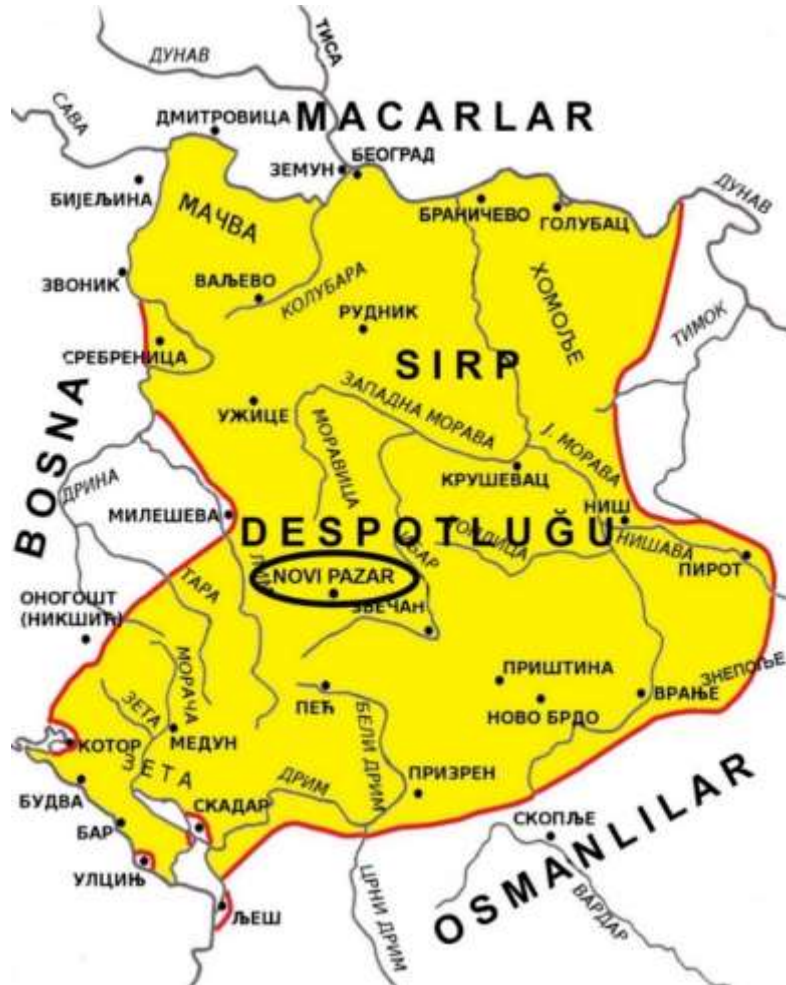 ДУНАВ
ТИСА
САВА
ДМИТРОВИЦА
MACARLAR
ЗЕМУН
БЕОГРАД
БИЈЕЉИНА
МАЧВА
БРАНИЧЕВО
ГОЛУБАЦ
ДУНАВ
ЗВОНИК
ВАЉЕВО
КОЛУБАРА
РУДНИК
ХОМОЉЕ
ТИМОК
СРЕБРЕНИЦА
SIRP
BOSNA
УЖИЦЕ
ЗАПАДНА МОРАВА
МОРАВИЦА
Ј. МОРАВА
КРУШЕВАЦ
ДРИНА
МИЛЕШЕВА
DESPOTLUĞU
НИШ
НИШАВА
ПИРОТ
ИБАР
ТАРА
NOVI PAZAR
ЗВЕЧАН
ОНОГОШТ
(НИКШИЋ)
МОРАЧА
ЗЕТА
ПЕЋ
ПРИШТИНА
НОВО БРДО
ВРАЊЕ
ЗНЕПОЉЕ
КОТОР
МЕДУН
ЗЕТА
БЕЛИ ДРИМ
БУДВА
ДРИМ
ПРИЗРЕН
БАР
СКАДАР
СКОПЉЕ
OSMANLILAR
УЛЦИЊ
ЉЕШ
ЦРНИ ДРИМ
ВАРДАР